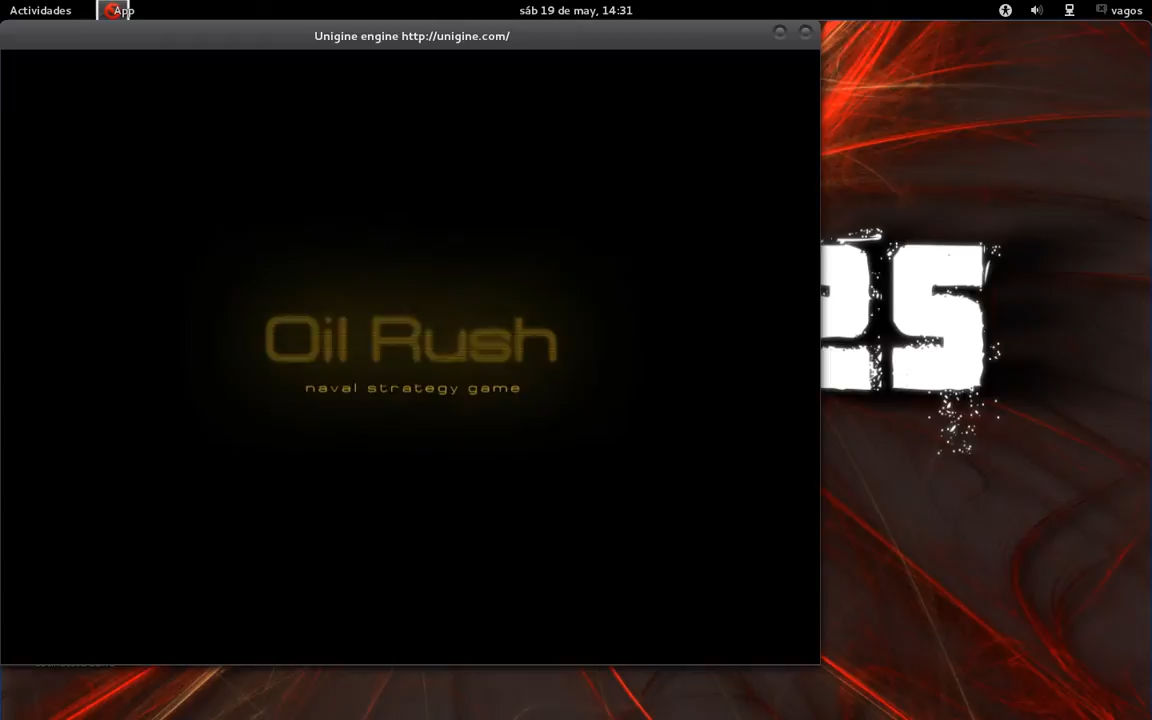 Actividades
App
sáb 19 de may, 14:31
vagos
Unigine engine http://unigine.com/
Oil Rush
naval strategy game